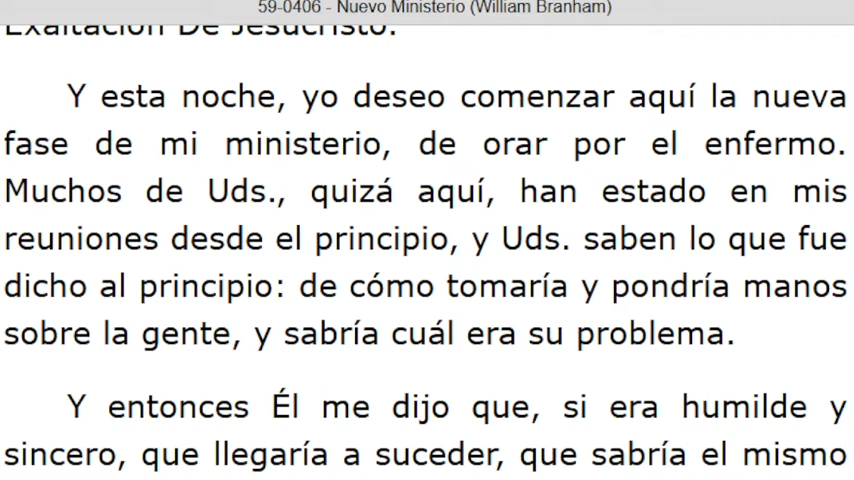 59-0406 - Nuevo Ministerio (William Branham)
Exaltación De Jesucristo.
Y esta noche, yo deseo comenzar aquí la nueva
fase de mi ministerio, de orar por el enfermo.
Muchos de Uds., quizá aquí, han estado en mis
reuniones desde el principio, y Uds. saben lo que fue
dicho al principio: de cómo tomaría y pondría manos
sobre la gente, y sabría cuál era su problema.
Y entonces Él me dijo que, si era humilde y
sincero, que llegaría a suceder, que sabría el mismo